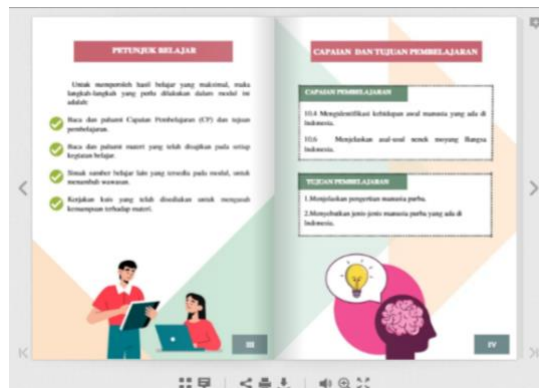 PETUNJUK BELAJAR
Untuk memperoleh hasil belajar yang maksimal, maka
langkah-langkah yang perlu dilakukan dalam modul ini
adalah:
Baca dan pahami Capaian Pembelajaran (CP) dan tujuan
pembelajaran.
Baca dan pahami materi yang telah disajikan pada setiap
kegiatan belajar.
Simak sumber belajar lain yang tersedia pada modul, untuk
menambah wawasan.
Kerjakan kuis yang telah disediakan untuk mengasah
kemampuan terhadap materi.
III
CAPAIAN DAN TUJUAN PEMBELAJARAN
CAPAIAN PEMBELAJARAN
10.4 Mengidentifikasi kehidupan awal manusia yang ada di
Indonesia.
10.6 Menjelaskan asal-usul nenek moyang Bangsa
Indonesia.
TUJUAN PEMBELAJARAN
1.Menjelaskan pengertian manusia purba.
2.Menyebutkan jenis-jenis manusia purba yang ada di
Indonesia.
IV